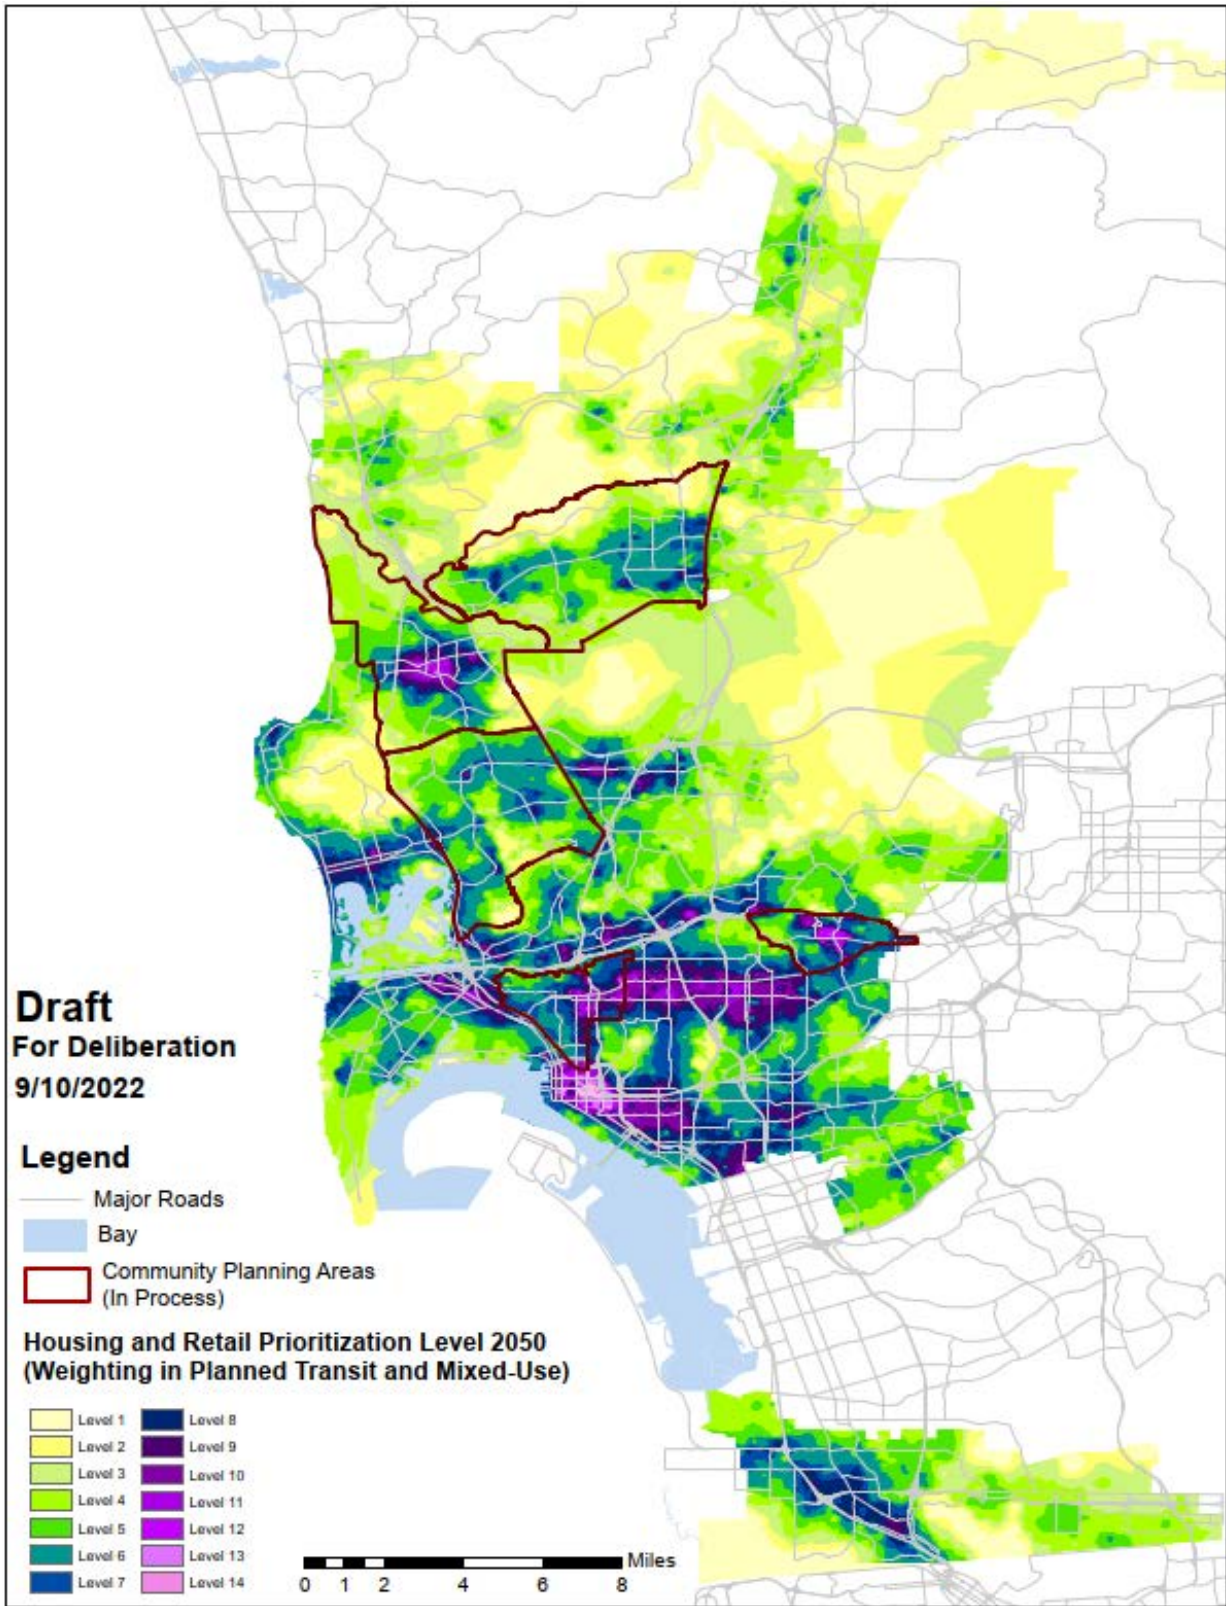 Draft
For Deliberation
9/10/2022
Legend
Major Roads
Bay
Community Planning Areas
(In Process)
Housing and Retail Prioritization Level 2050
(Weighting in Planned Transit and Mixed-Use)
Level 1
Level 2
Level 3
Level 4
Level 5
Level 6
Level 7
Level 8
Level 9
Level 10
Level 11
Level 12
Level 13
Level 14
Miles
0 1 2 4 6 8